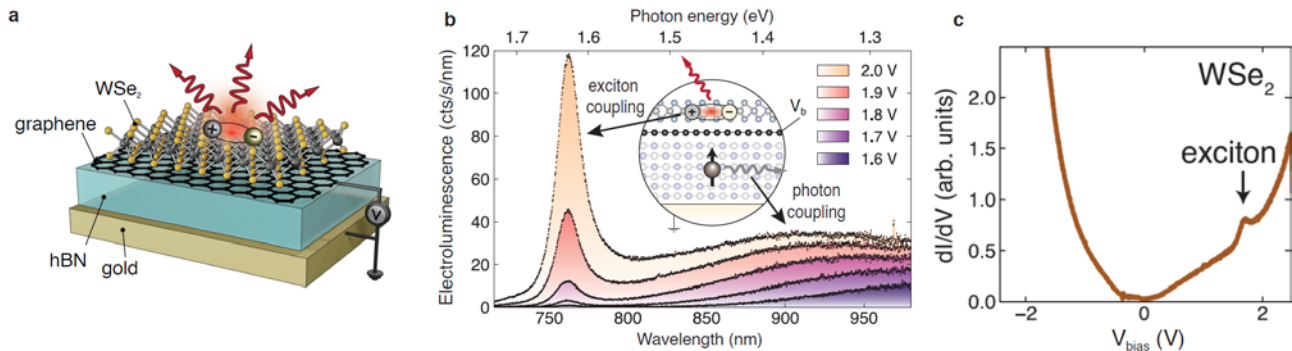 a
WSe₂
graphene
hBN
gold
V
+
-
b
Photon energy (eV)
1.7 1.6 1.5 1.4 1.3
Electroluminescence (cts/s/nm)
120
100
80
60
40
20
0
exciton
coupling
+
-
V_b
photon
coupling
2.0 V
1.9 V
1.8 V
1.7 V
1.6 V
750 800 850 900 950
Wavelength (nm)
c
dI/dV (arb. units)
2.0
1.5
1.0
0.5
0.0
WSe₂
exciton
−2 0 2
V_bias (V)